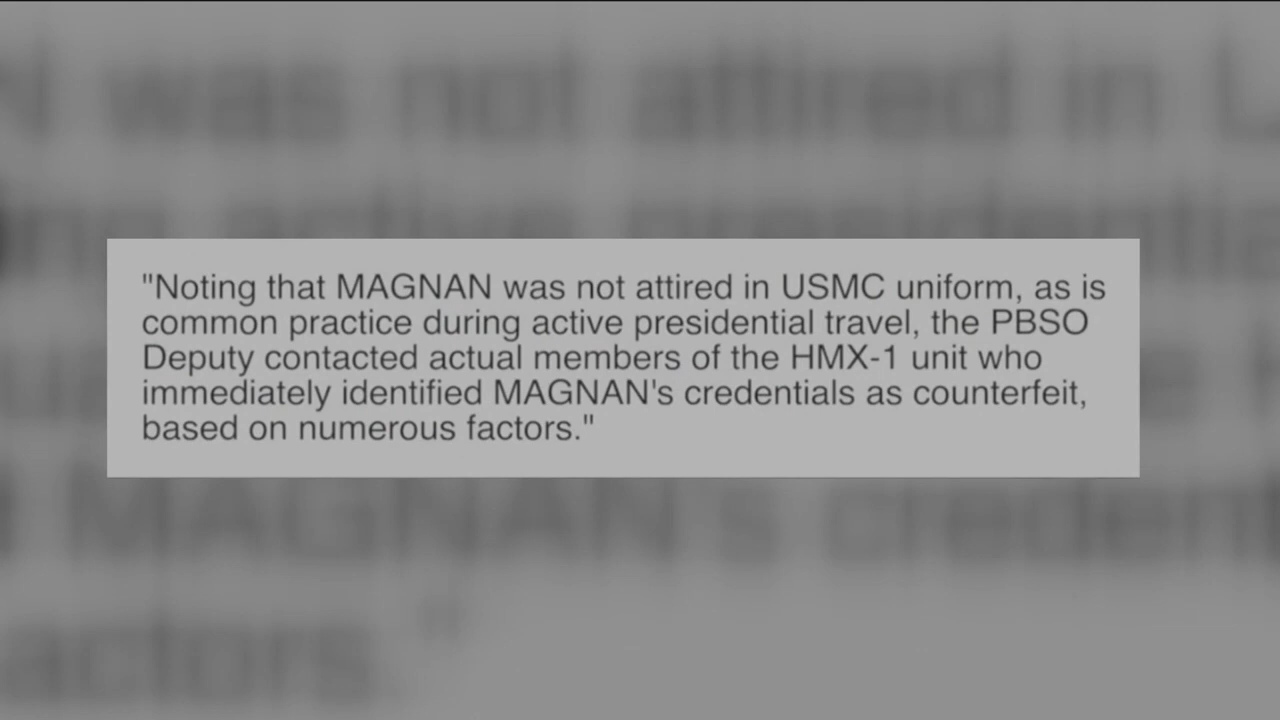 "Noting that MAGNAN was not attired in USMC uniform, as is
common practice during active presidential travel, the PBSO
Deputy contacted actual members of the HMX-1 unit who
immediately identified MAGNAN's credentials as counterfeit,
based on numerous factors."